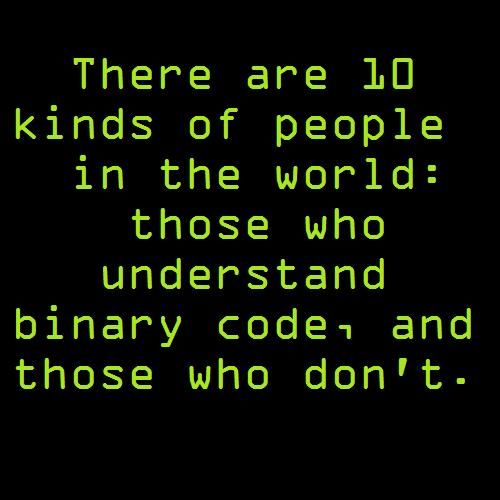 There are 10
kinds of people
in the world:
those who
understand
binary code, and
those who don't.